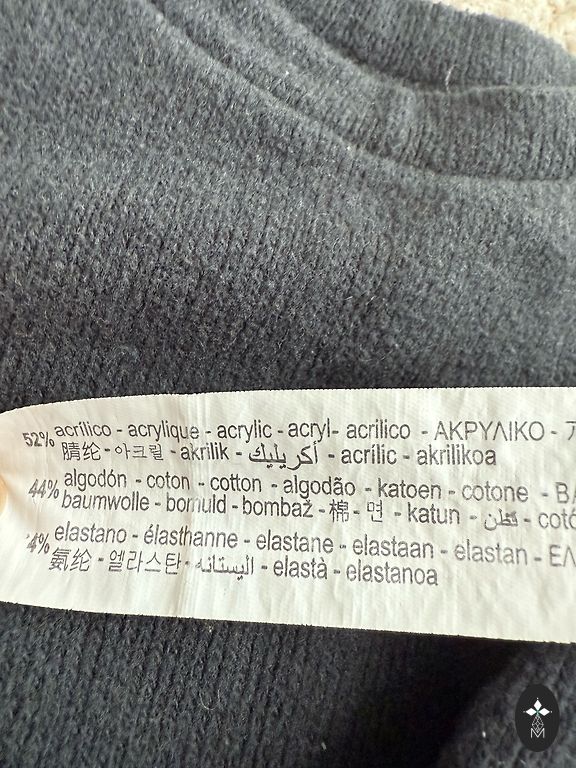 52% acrílico - acrylique - acrylic - acryl- acrilico - ΑΚΡΥΛΙΚΟ -
腈纶 - 아크릴 - akrilik - أكريليك - acrílic - akrilikoa
44% algodón - coton - cotton - algodão - katoen - cotone -
baumwolle - bomuld - bombaž - 棉 - 면 - katun - قطن -
4% elastano - élasthanne - elastane - elastaan - elastan -
氨纶 - 엘라스탄 - اليستانه - elastà - elastanoa
M